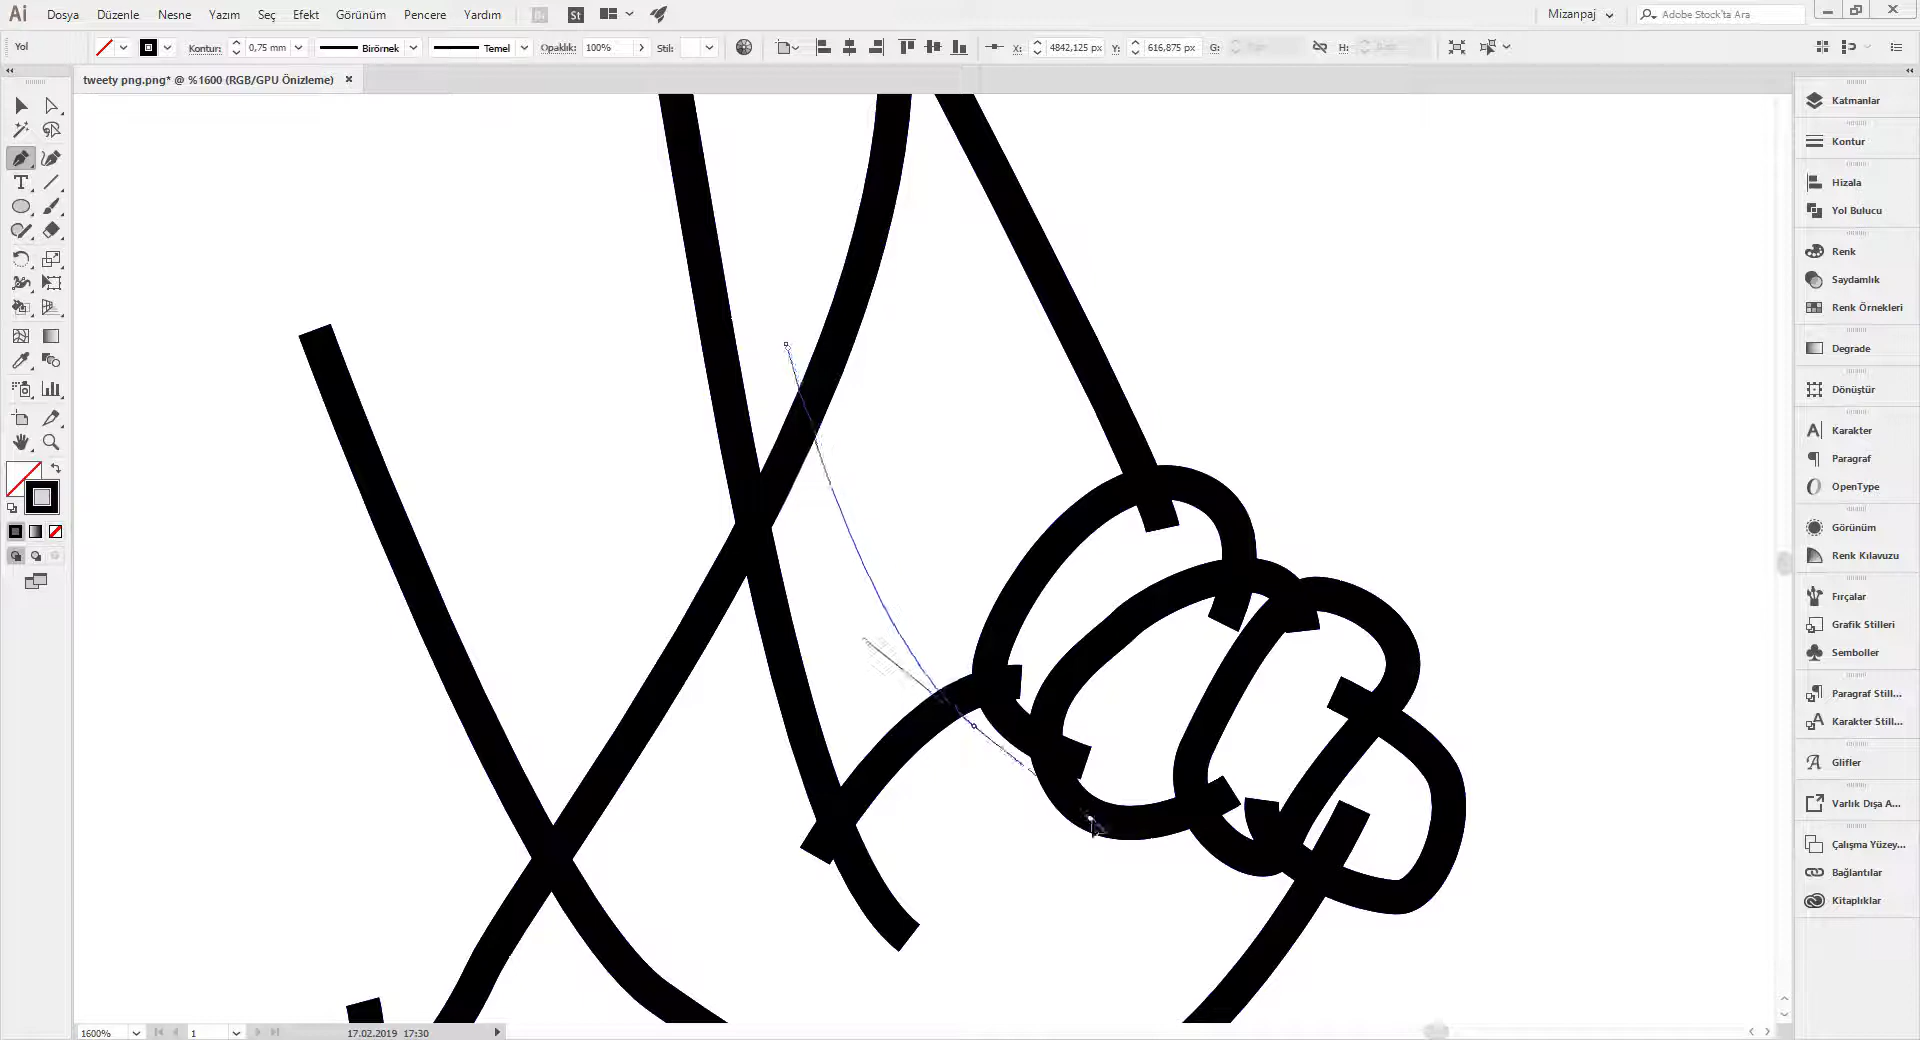 Ai Dosya Düzenle Nesne Yazım Seç Efekt Görünüm Pencere Yardım Br St Mizanpaj Adobe Stock'ta Ara
Yol Kontur: 0,75 mm Birörnek Temel Opaklık: 100% Stil: X: 4842,125 px Y: 616,875 px G: H:
tweety png.png* @ %1600 (RGB/GPU Önizleme)
Katmanlar
Kontur
Hizala
Yol Bulucu
Renk
Saydamlık
Renk Örnekleri
Degrade
Dönüştür
Karakter
Paragraf
OpenType
Görünüm
Renk Kılavuzu
Fırçalar
Grafik Stilleri
Semboller
Paragraf Still...
Karakter Still...
Glifler
Varlık Dışa A...
Çalışma Yüzey...
Bağlantılar
Kitaplıklar
1600% 1 17.02.2019 17:30